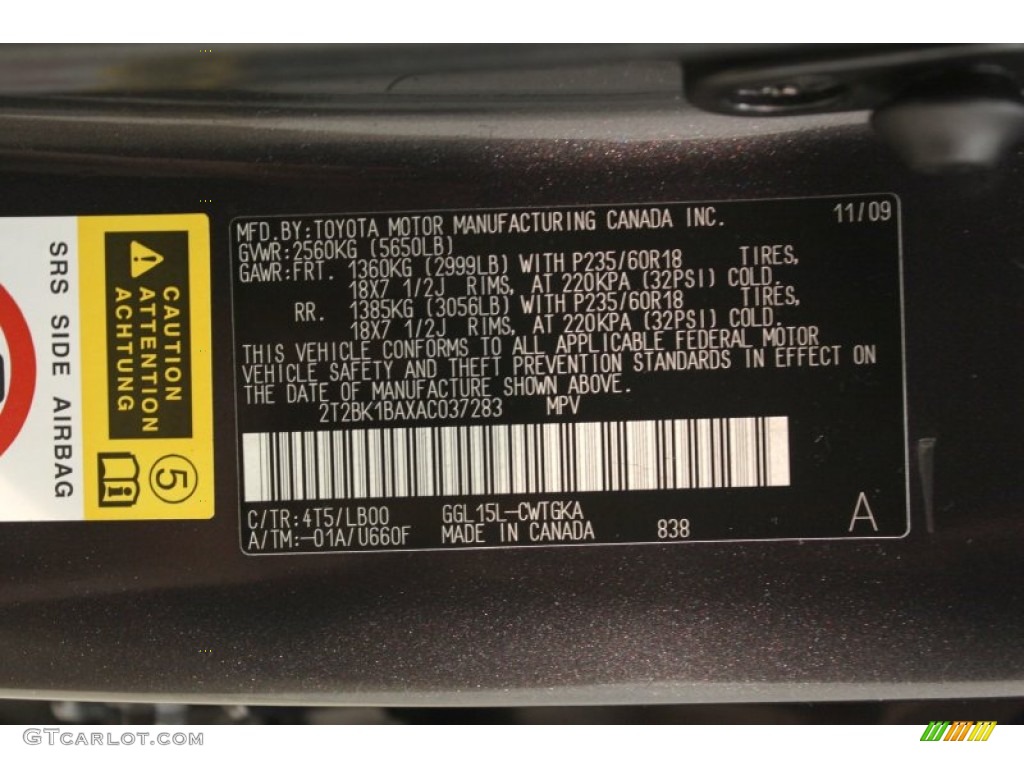 MFD.BY:TOYOTA MOTOR MANUFACTURING CANADA INC. 11/09
GVWR:2560KG (5650LB)
GAWR:FRT. 1360KG (2999LB) WITH P235/60R18 TIRES,
18X7 1/2J RIMS, AT 220KPA (32PSI) COLD.
RR. 1385KG (3056LB) WITH P235/60R18 TIRES,
18X7 1/2J RIMS, AT 220KPA (32PSI) COLD.
THIS VEHICLE CONFORMS TO ALL APPLICABLE FEDERAL MOTOR
VEHICLE SAFETY AND THEFT PREVENTION STANDARDS IN EFFECT ON
THE DATE OF MANUFACTURE SHOWN ABOVE.
2T2BK1BAXAC037283 MPV
C/TR:4T5/LB00 GGL15L-CWTGKA
A/TM:-01A/U660F MADE IN CANADA 838 A
CAUTION
ATTENTION
ACHTUNG
5
SRS SIDE AIRBAG
GTCarlot.com